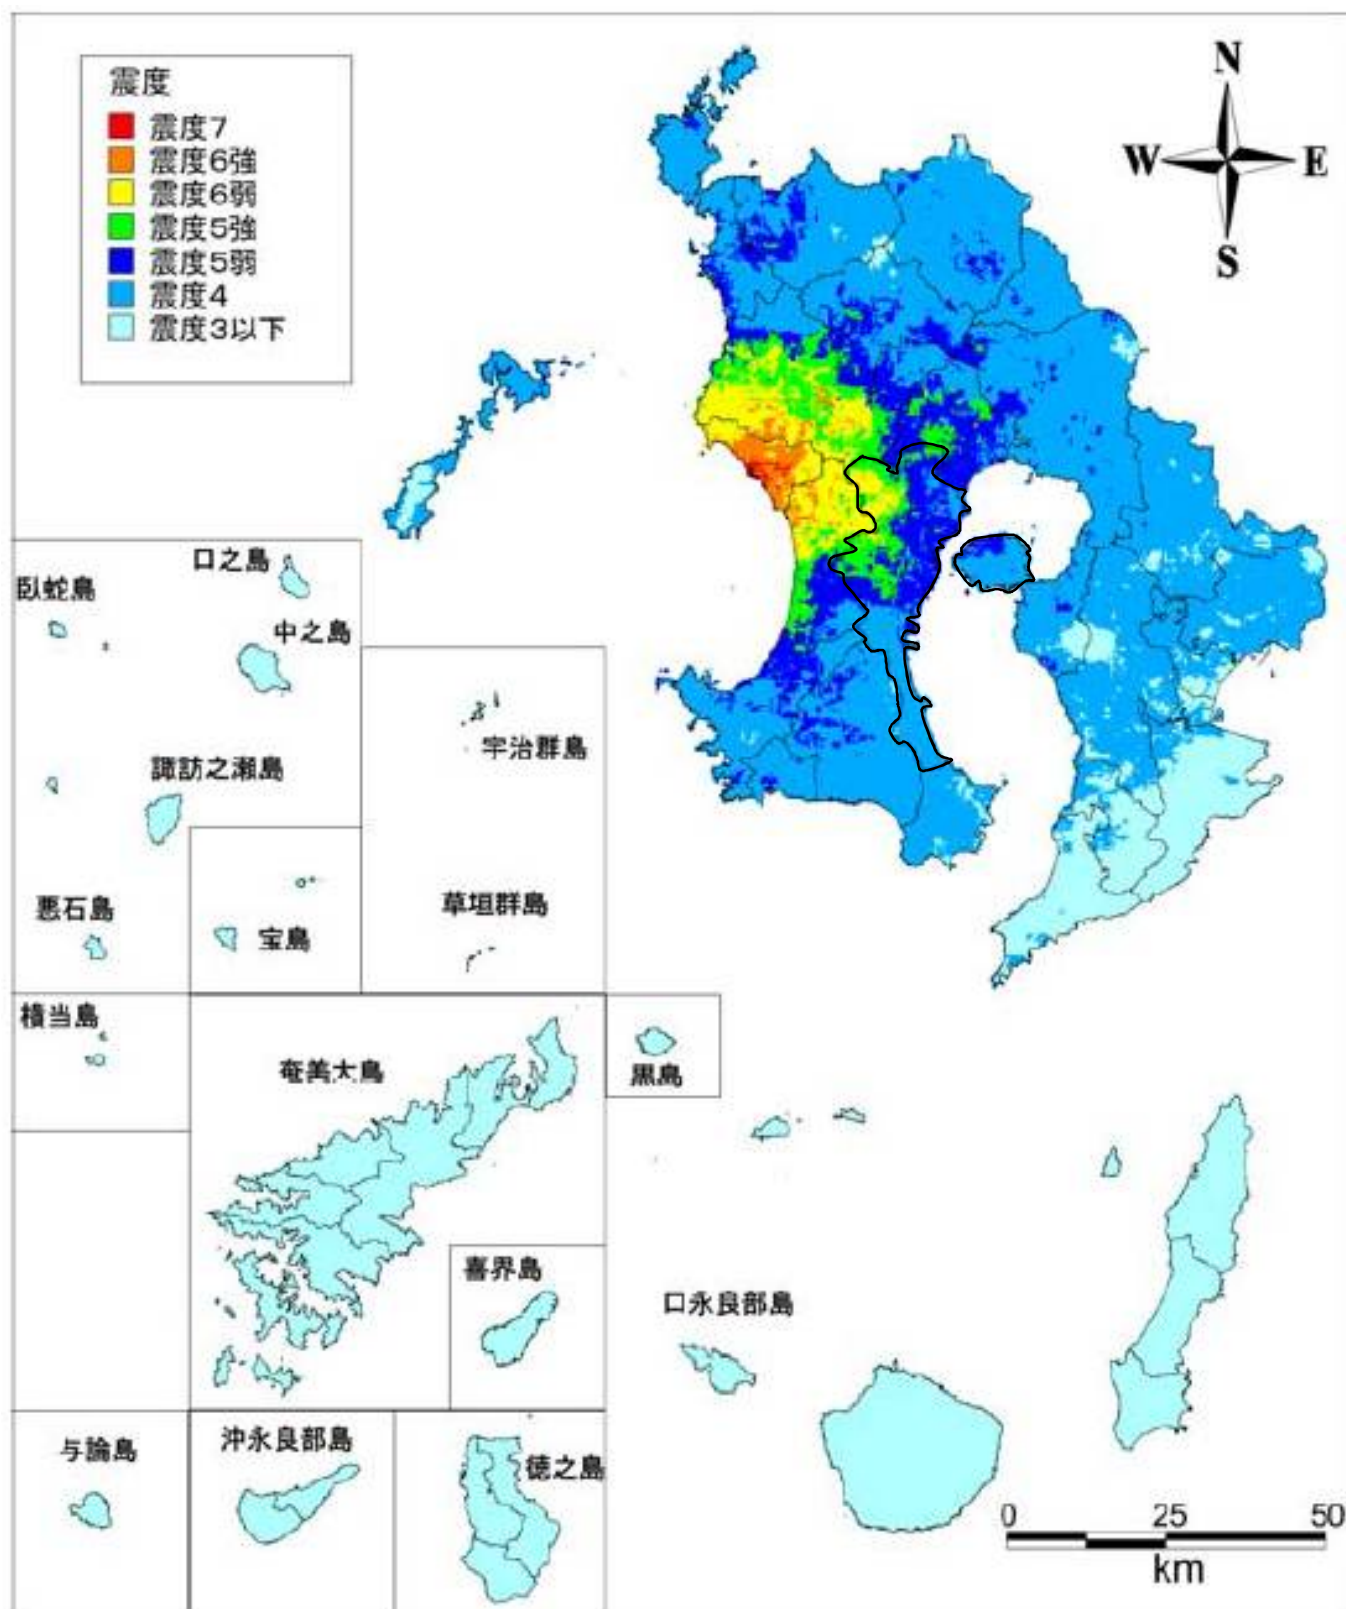 震度
震度7
震度6強
震度6弱
震度5強
震度5弱
震度4
震度3以下
N
W
E
S
口之島
臥蛇島
中之島
諏訪之瀬島
悪石島
宝島
宇治群島
草垣群島
横当島
奄美大島
黒島
喜界島
口永良部島
与論島
沖永良部島
徳之島
0 25 50
km